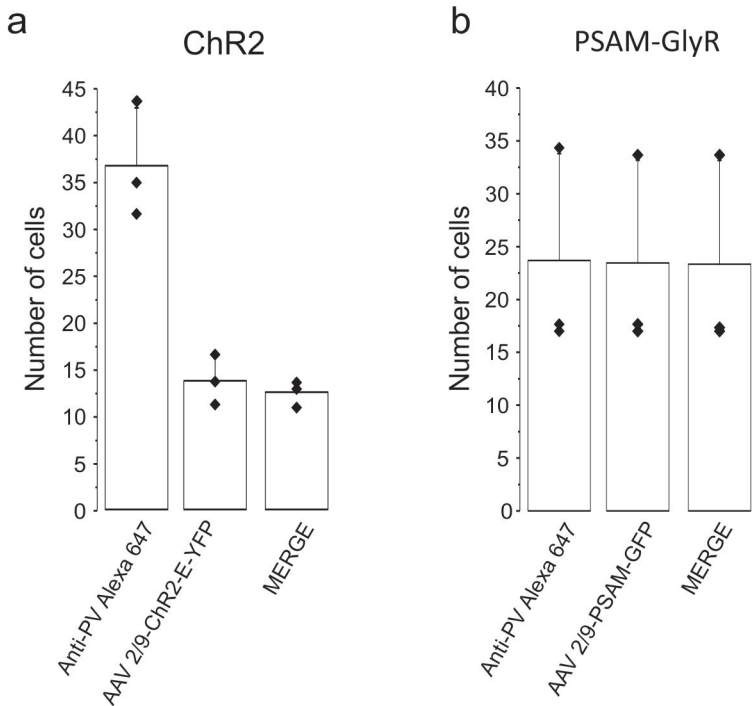 a
ChR2
Number of cells
45
40
35
30
25
20
15
10
5
0
Anti-PV Alexa 647
AAV 2/9-ChR2-E-YFP
MERGE
b
PSAM-GlyR
Number of cells
40
35
30
25
20
15
10
5
0
Anti-PV Alexa 647
AAV 2/9-PSAM-GFP
MERGE